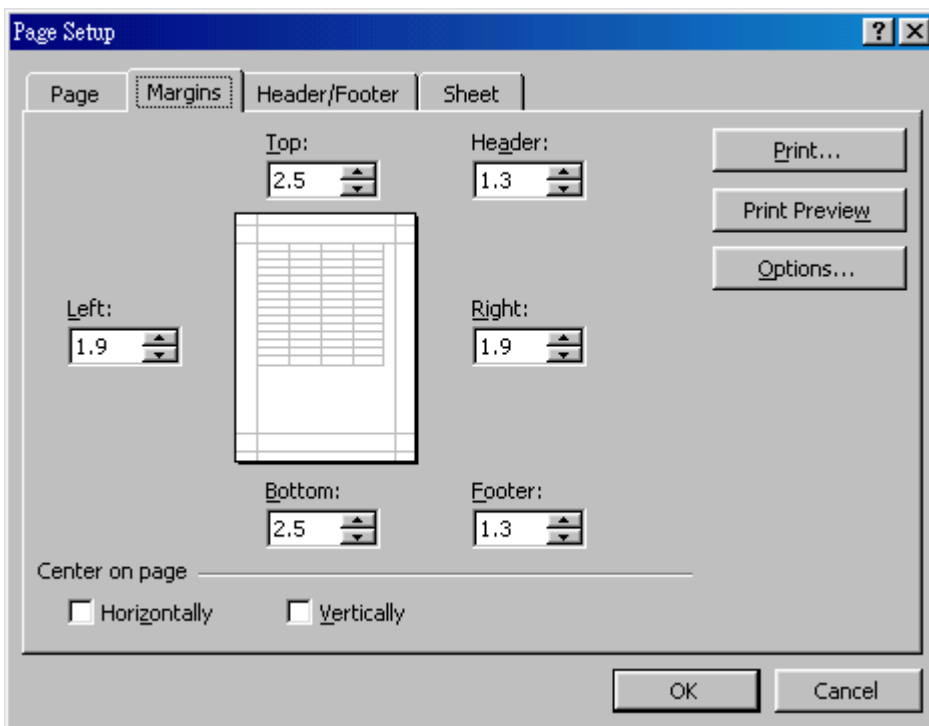 Page Setup
Page Margins Header/Footer Sheet
Top: Header:
2.5 1.3
Print...
Print Preview
Options...
Left: Right:
1.9 1.9
Bottom: Footer:
2.5 1.3
Center on page
Horizontally Vertically
OK Cancel